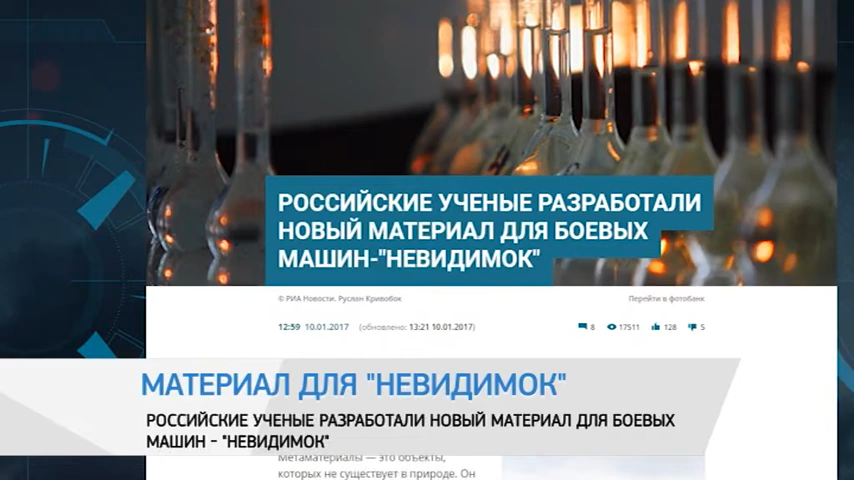 РОССИЙСКИЕ УЧЕНЫЕ РАЗРАБОТАЛИ
НОВЫЙ МАТЕРИАЛ ДЛЯ БОЕВЫХ
МАШИН-"НЕВИДИМОК"
© РИА Новости. Руслан Кривобок
Перейти в фотобанк
12:59 10.01.2017 (обновлено: 13:21 10.01.2017)
8 17511 128 5
МАТЕРИАЛ ДЛЯ "НЕВИДИМОК"
РОССИЙСКИЕ УЧЕНЫЕ РАЗРАБОТАЛИ НОВЫЙ МАТЕРИАЛ ДЛЯ БОЕВЫХ
МАШИН - "НЕВИДИМОК"
Метаматериалы — это объекты,
которых не существует в природе. Он